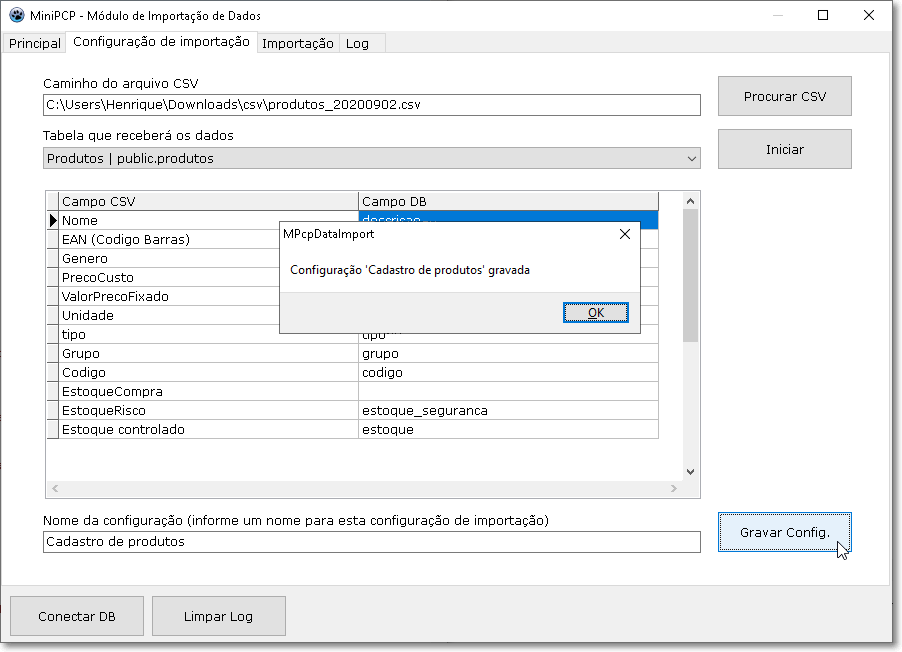 MiniPCP - Módulo de Importação de Dados
Principal
Configuração de importação
Importação
Log
Caminho do arquivo CSV
C:\Users\Henrique\Downloads\csv\produtos_20200902.csv
Procurar CSV
Tabela que receberá os dados
Produtos | public.produtos
Iniciar
Campo CSV
Campo DB
Nome
descricao
EAN (Codigo Barras)
Genero
PrecoCusto
ValorPrecoFixado
Unidade
MPcpDataImport
Configuração 'Cadastro de produtos' gravada
OK
tipo
tipo
Grupo
grupo
Codigo
codigo
EstoqueCompra
EstoqueRisco
estoque_seguranca
Estoque controlado
estoque
Nome da configuração (informe um nome para esta configuração de importação)
Cadastro de produtos
Gravar Config.
Conectar DB
Limpar Log